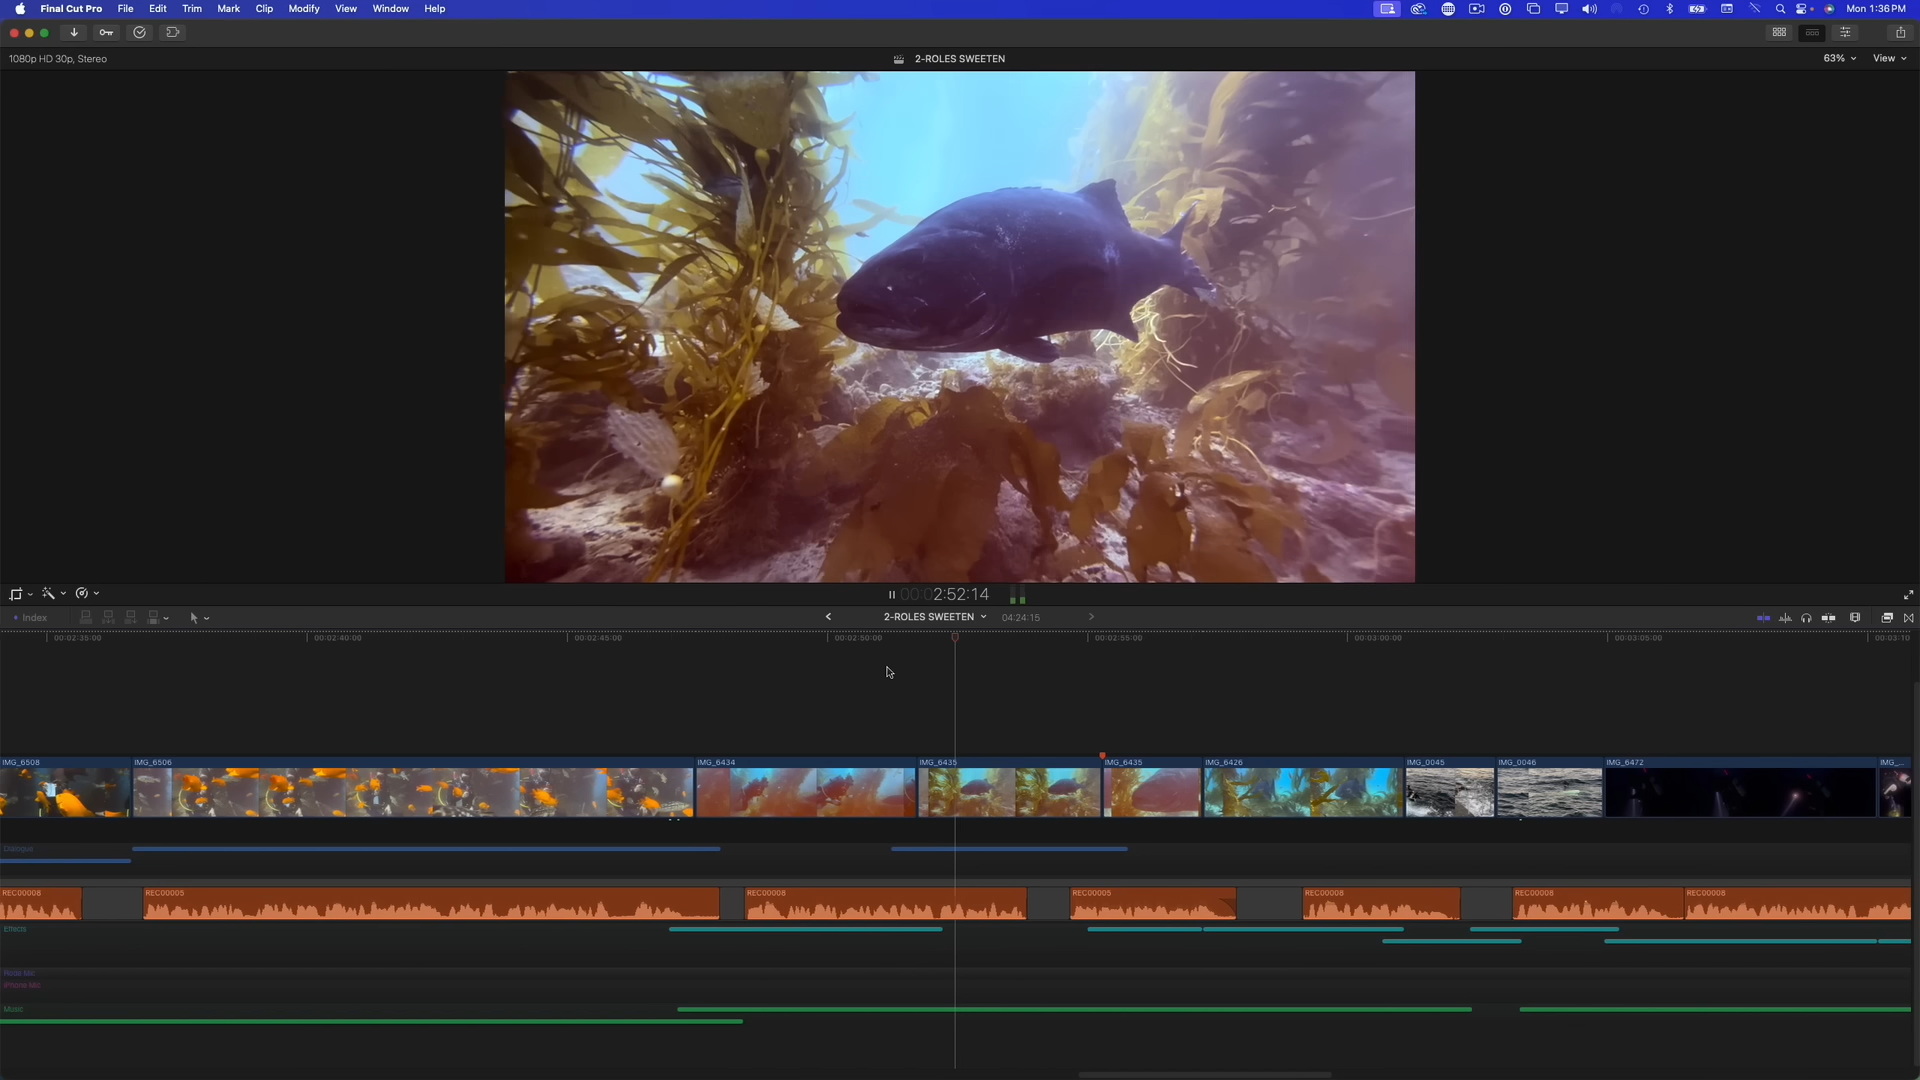 Final Cut Pro File Edit Trim Mark Clip Modify View Window Help Mon 1:36 PM
1080p HD 30p, Stereo 2-ROLES SWEETEN 63% View
00:02:52:14
Index 2-ROLES SWEETEN 04:24:15
00:02:35:00 00:02:40:00 00:02:45:00 00:02:50:00 00:02:55:00 00:03:00:00 00:03:05:00 00:03:10
IMG_6508 IMG_6506 IMG_6434 IMG_6435 IMG_6435 IMG_6426 IMG_0045 IMG_0046 IMG_6472 IMG_...
Dialogue
REC00008 REC00005 REC00008 REC00005 REC00008 REC00008 REC00008
Effects
Rode Mic
iPhone Mic
Music